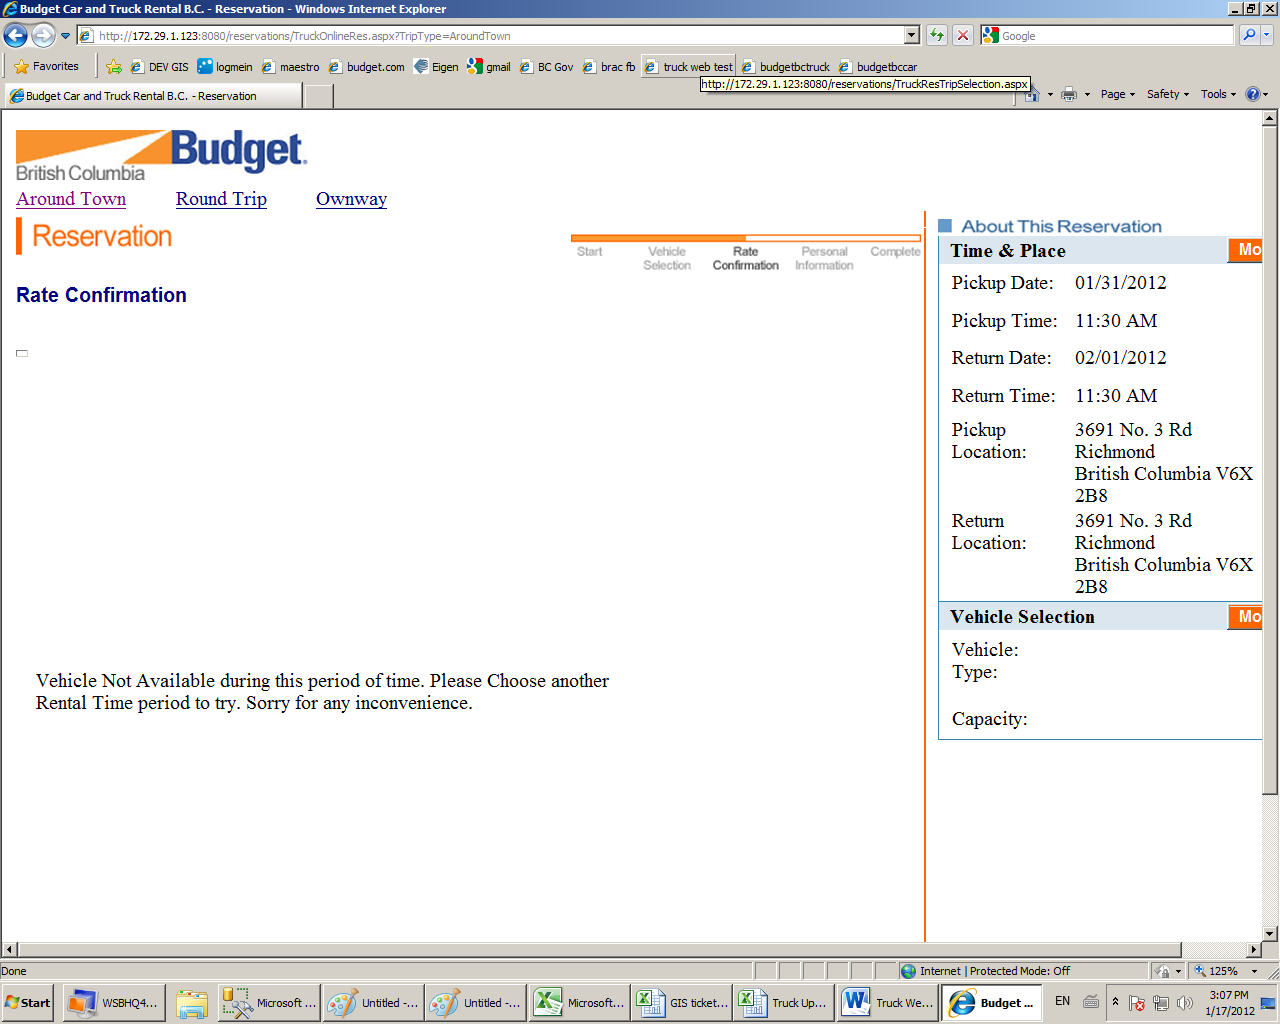 Budget Car and Truck Rental B.C. - Reservation - Windows Internet Explorer
http://172.29.1.123:8080/reservations/TruckOnlineRes.aspx?TripType=AroundTown
Google
Favorites
DEV GIS
logmein
maestro
budget.com
Eigen
gmail
BC Gov
brac fb
truck web test
budgetbctruck
budgetbccar
http://172.29.1.123:8080/reservations/TruckResTripSelection.aspx
Budget Car and Truck Rental B.C. - Reservation
Page
Safety
Tools
Budget.
British Columbia
Around Town
Round Trip
Ownway
Reservation
Start
Vehicle Selection
Rate Confirmation
Personal Information
Complete
Rate Confirmation
Vehicle Not Available during this period of time. Please Choose another
Rental Time period to try. Sorry for any inconvenience.
About This Reservation
Time & Place
Mo
Pickup Date: 01/31/2012
Pickup Time: 11:30 AM
Return Date: 02/01/2012
Return Time: 11:30 AM
Pickup Location: 3691 No. 3 Rd
Richmond
British Columbia V6X
2B8
Return Location: 3691 No. 3 Rd
Richmond
British Columbia V6X
2B8
Vehicle Selection
Mo
Vehicle:
Type:
Capacity:
Done
Internet | Protected Mode: Off
125%
Start
WSBHQ4...
Microsoft ...
Untitled -...
Untitled -...
Microsoft...
GIS ticket...
Truck Up...
Truck We...
Budget ...
EN
3:07 PM
1/17/2012